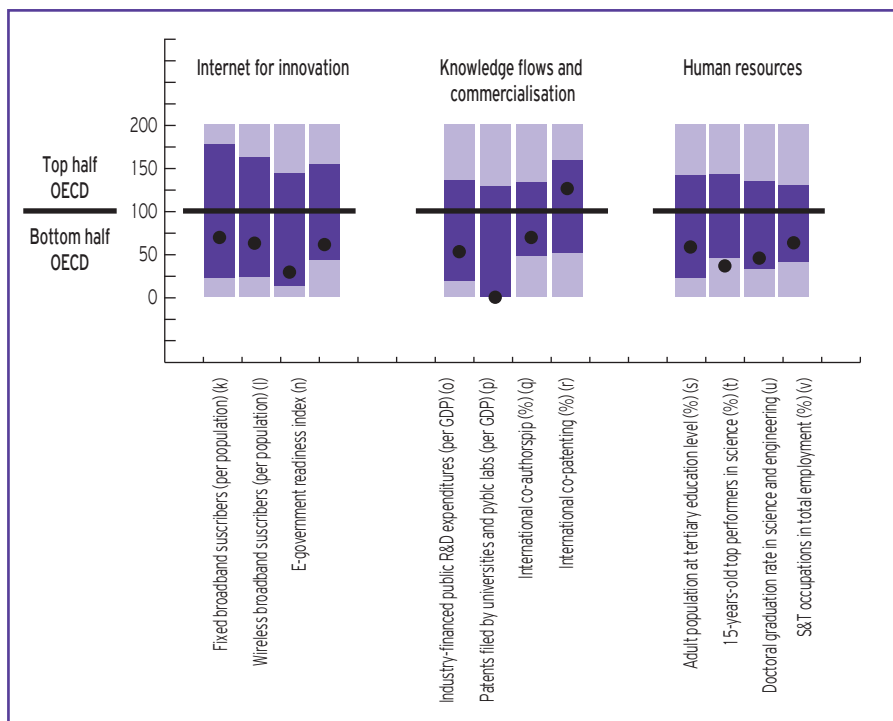 Internet for innovation
Knowledge flows and
commercialisation
Human resources
200
150
100
50
0
Top half
OECD
Bottom half
OECD
Fixed broadband suscribers (per population) (k)
Wireless broadband suscribers (per population) (l)
E-government readiness index (n)
Industry-financed public R&D expenditures (per GDP) (o)
Patents filed by universities and pyblc labs (per GDP) (p)
International co-authorspip (%) (q)
International co-patenting (%) (r)
Adult population at tertiary education level (%) (s)
15-years-old top performers in science (%) (t)
Doctoral graduation rate in science and engineering (u)
S&T occupations in total employment (%) (v)